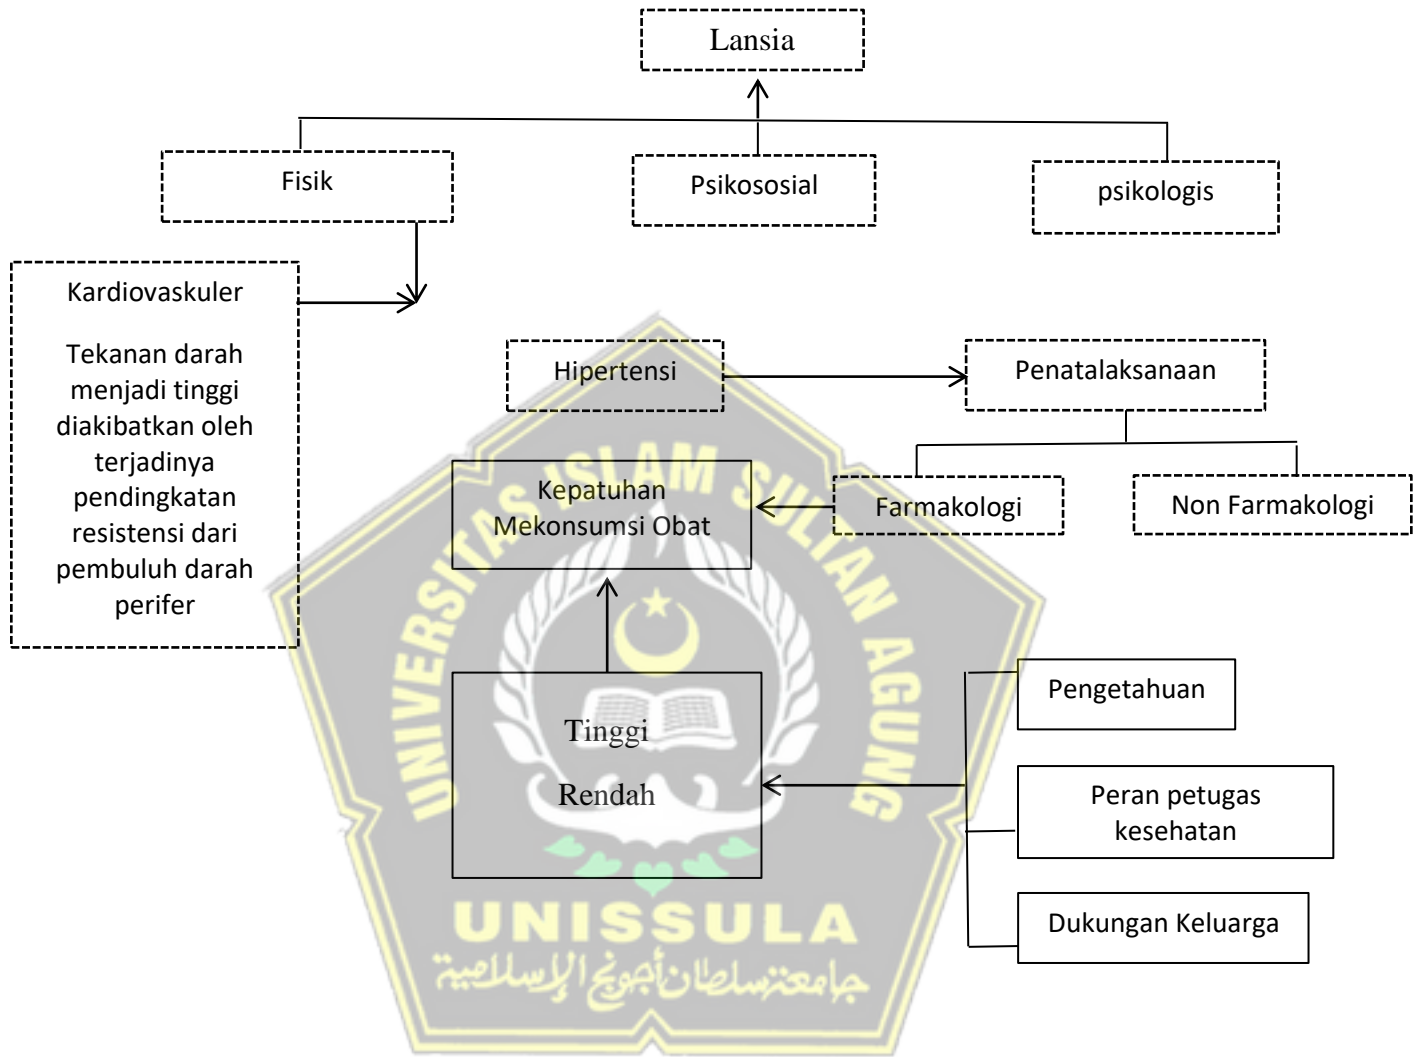 Lansia
Fisik
Psikososial
psikologis
Kardiovaskuler
Tekanan darah
menjadi tinggi
diakibatkan oleh
terjadinya
pendingkatan
resistensi dari
pembuluh darah
perifer
Hipertensi
Penatalaksanaan
Kepatuhan
Mekonsumsi Obat
Farmakologi
Non Farmakologi
Tinggi
Rendah
Pengetahuan
Peran petugas
kesehatan
Dukungan Keluarga
UNIVERSITAS ISLAM SULTAN AGUNG
UNISSULA
جامعتسلطان أجونج الإسلامية